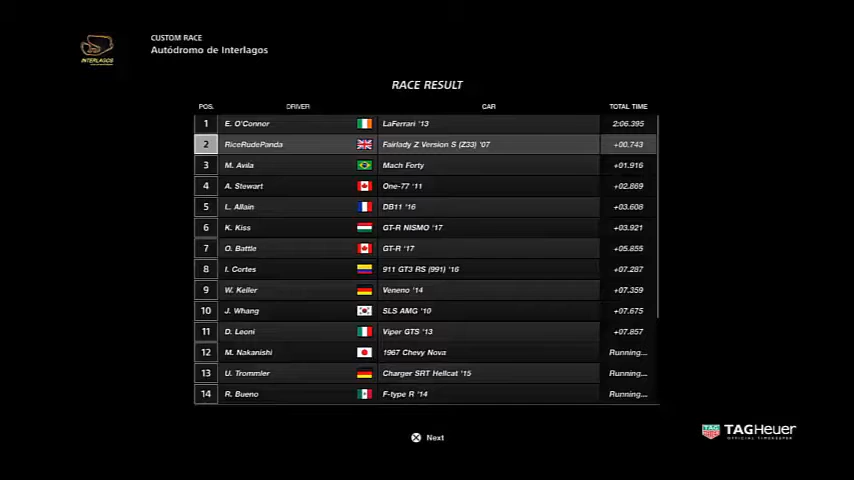 CUSTOM RACE
Autódromo de Interlagos
INTERLAGOS
RACE RESULT
POS. DRIVER CAR TOTAL TIME
1 E. O'Connor LaFerrari '13 2:06.395
2 RiceRudePanda Fairlady Z Version S (Z33) '07 +00.743
3 M. Avila Mach Forty +01.916
4 A. Stewart One-77 '11 +02.869
5 L. Allain DB11 '16 +03.608
6 K. Kiss GT-R NISMO '17 +03.921
7 O. Battle GT-R '17 +05.855
8 I. Cortes 911 GT3 RS (991) '16 +07.287
9 W. Keller Veneno '14 +07.359
10 J. Whang SLS AMG '10 +07.675
11 D. Leoni Viper GTS '13 +07.857
12 M. Nakanishi 1967 Chevy Nova Running...
13 U. Trommler Charger SRT Hellcat '15 Running...
14 R. Bueno F-type R '14 Running...
TAGHeuer
OFFICIAL TIMEKEEPER
Next